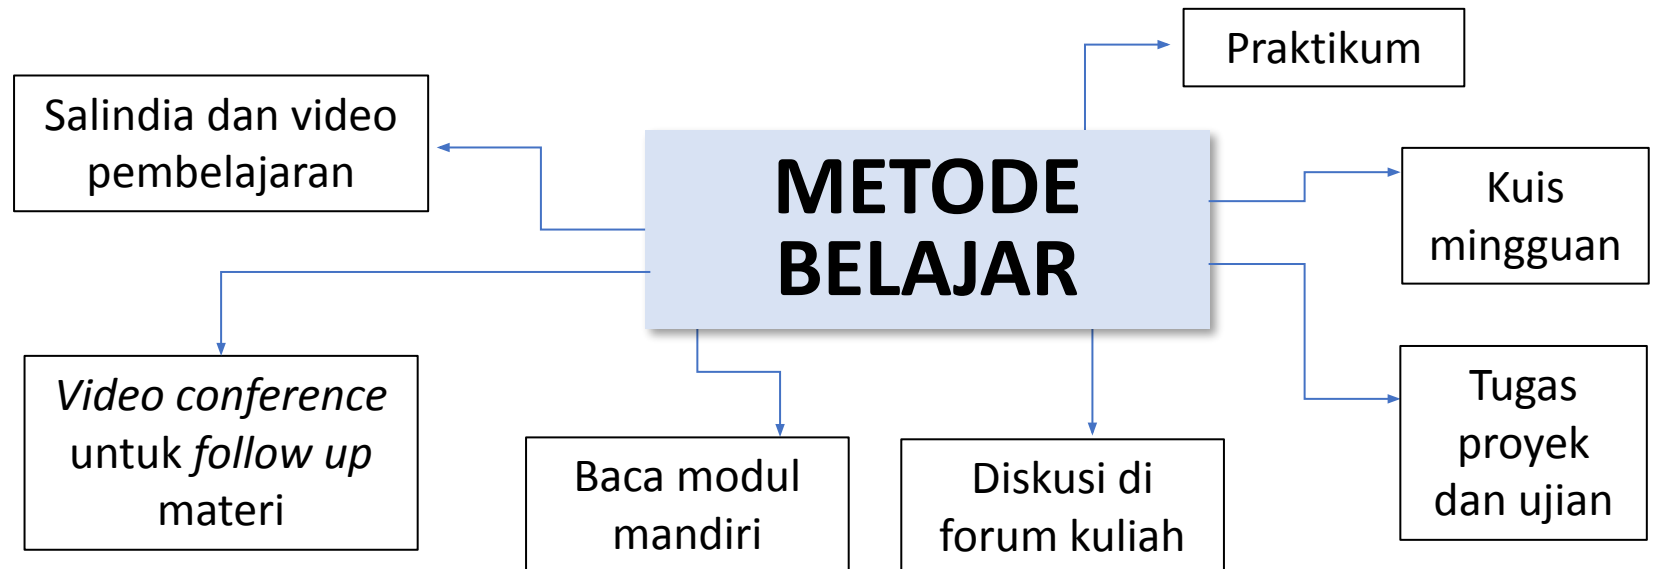 METODE
BELAJAR
Praktikum
Salindia dan video
pembelajaran
Kuis
mingguan
Video conference
untuk follow up
materi
Baca modul
mandiri
Diskusi di
forum kuliah
Tugas
proyek
dan ujian